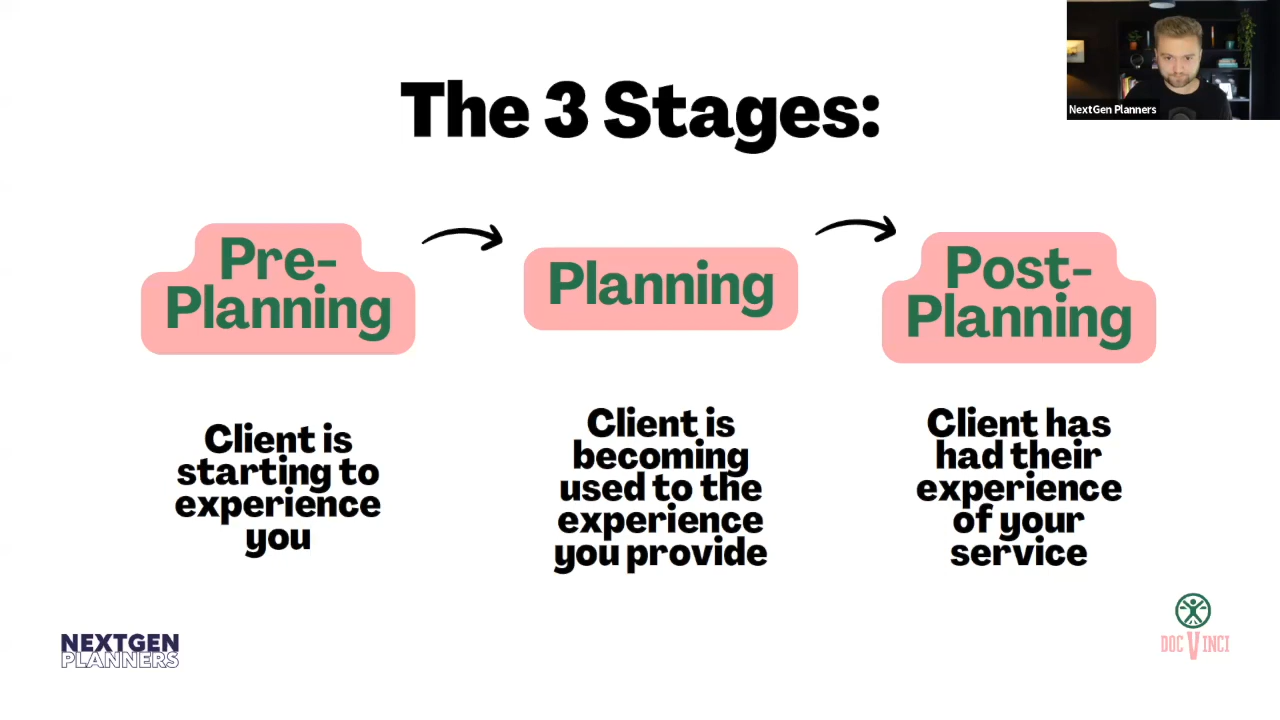 The 3 Stages:
NextGen Planners
Pre-
Planning
Planning
Post-
Planning
Client is
starting to
experience
you
Client is
becoming
used to the
experience
you provide
Client has
had their
experience
of your
service
NEXTGEN
PLANNERS
DOC VINCI